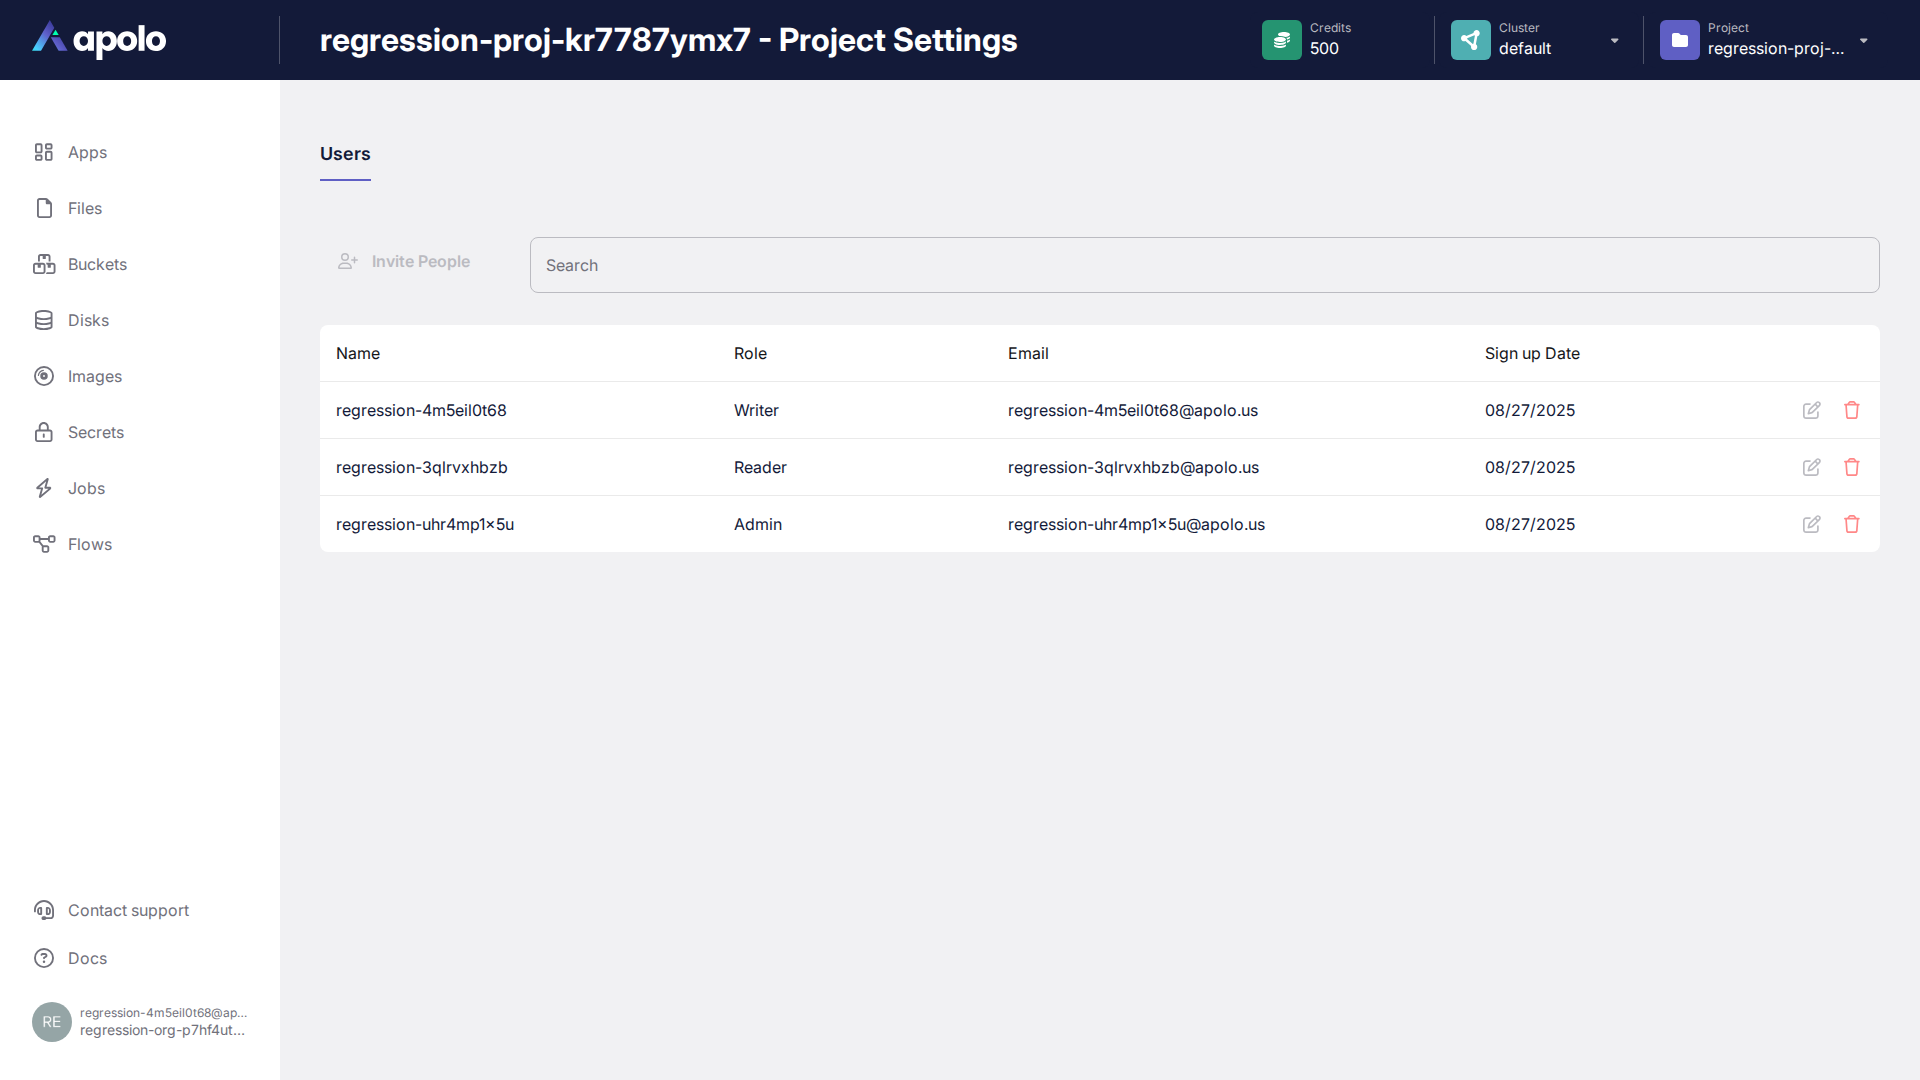 apolo
regression-proj-kr7787ymx7 - Project Settings
Credits
500
Cluster
default
Project
regression-proj-...
Apps
Files
Buckets
Disks
Images
Secrets
Jobs
Flows
Contact support
Docs
RE
regression-4m5eil0t68@ap...
regression-org-p7hf4ut...
Users
Invite People
Search
Name Role Email Sign up Date
regression-4m5eil0t68 Writer regression-4m5eil0t68@apolo.us 08/27/2025
regression-3qlrvxhbzb Reader regression-3qlrvxhbzb@apolo.us 08/27/2025
regression-uhr4mp1x5u Admin regression-uhr4mp1x5u@apolo.us 08/27/2025